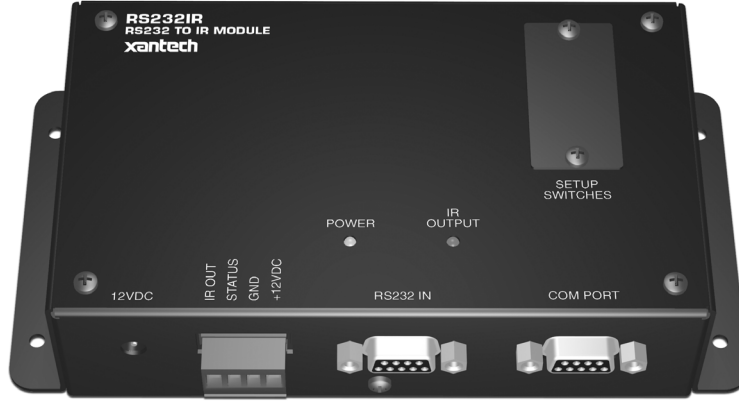 RS232IR
RS232 TO IR MODULE
xantech
SETUP
SWITCHES
POWER
IR
OUTPUT
12VDC
IR OUT
STATUS
GND
+12VDC
RS232 IN
COM PORT